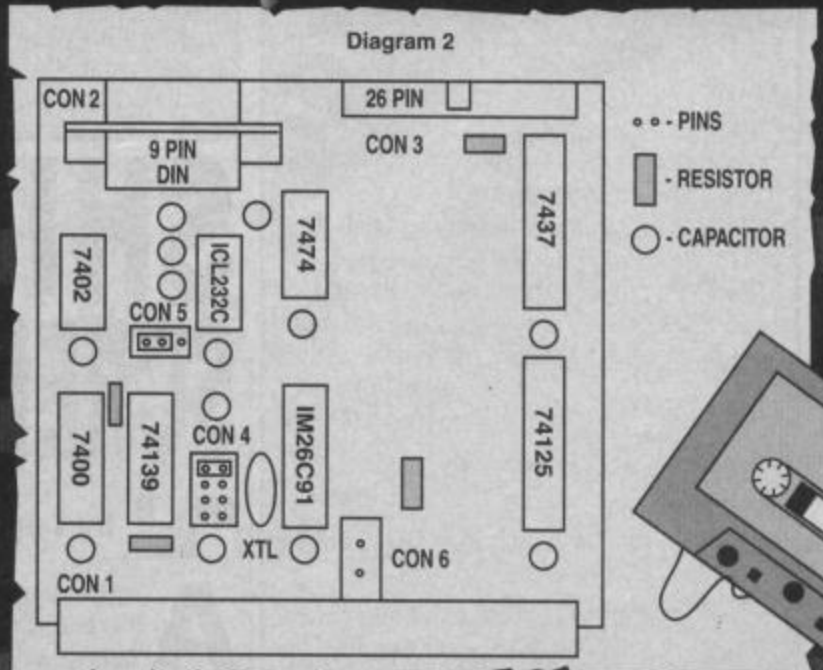 Diagram 2
CON 2
26 PIN
9 PIN
DIN
CON 3
∘ ∘ - PINS
- RESISTOR
- CAPACITOR
7402
ICL232C
7474
7437
CON 5
7400
74139
CON 4
IM26C91
74125
XTL
CON 6
CON 1